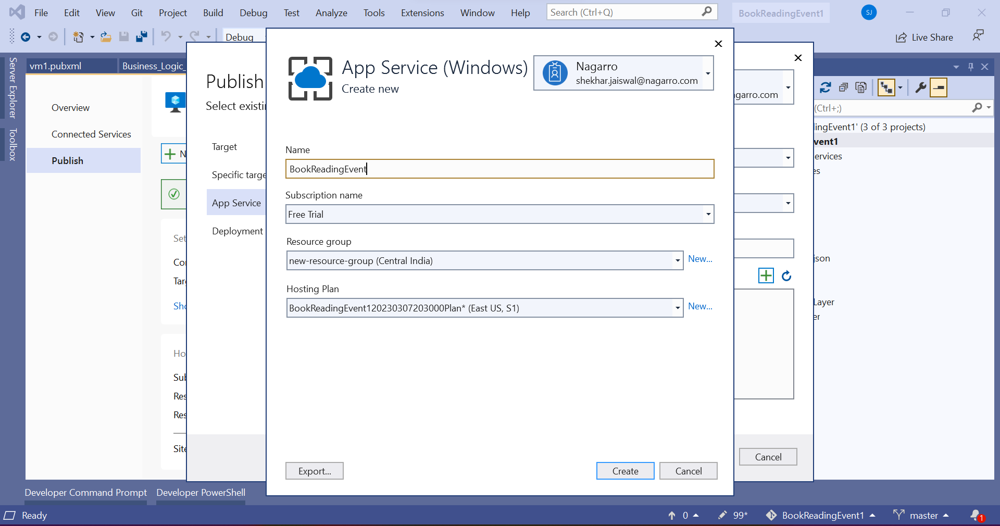 File Edit View Git Project Build Debug Test Analyze Tools Extensions Window Help Search (Ctrl+Q) BookReadingEvent1 SJ
Debug
Live Share
Server Explorer
Toolbox
vm1.pubxml Business_Logic_
Overview
Connected Services
Publish
N
Set
Con
Tar
Sho
Ho
Sub
Res
Res
Site
Publish
Select existin
Target
Specific targe
App Service
Deployment
agarro.com
Cancel
App Service (Windows)
Create new
Nagarro
shekhar.jaiswal@nagarro.com
Name
BookReadingEvent
Subscription name
Free Trial
Resource group
new-resource-group (Central India)
New...
Hosting Plan
BookReadingEvent120230307203000Plan* (East US, S1)
New...
Export...
Create
Cancel
(Ctrl+;)
ingEvent1' (3 of 3 projects)
vent1
ervices
es
json
Layer
er
Developer Command Prompt Developer PowerShell
Ready
0 99* BookReadingEvent1 master 1